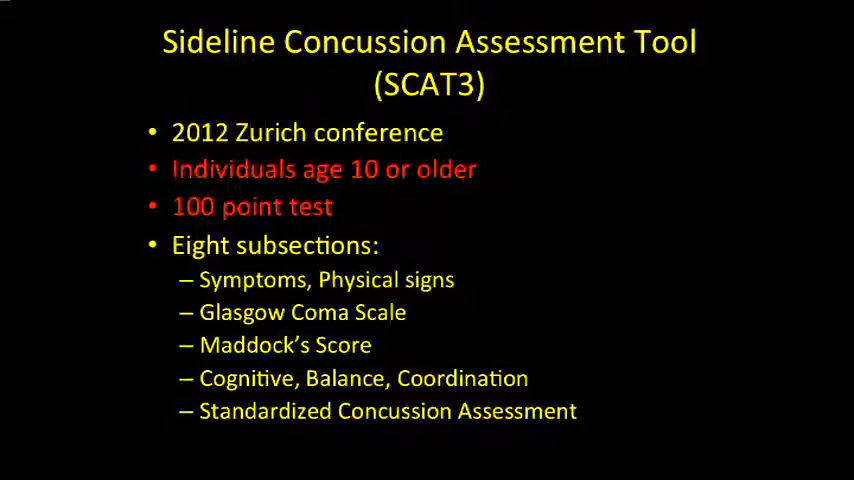 Sideline Concussion Assessment Tool
(SCAT3)
• 2012 Zurich conference
• Individuals age 10 or older
• 100 point test
• Eight subsections:
– Symptoms, Physical signs
– Glasgow Coma Scale
– Maddock's Score
– Cognitive, Balance, Coordination
– Standardized Concussion Assessment